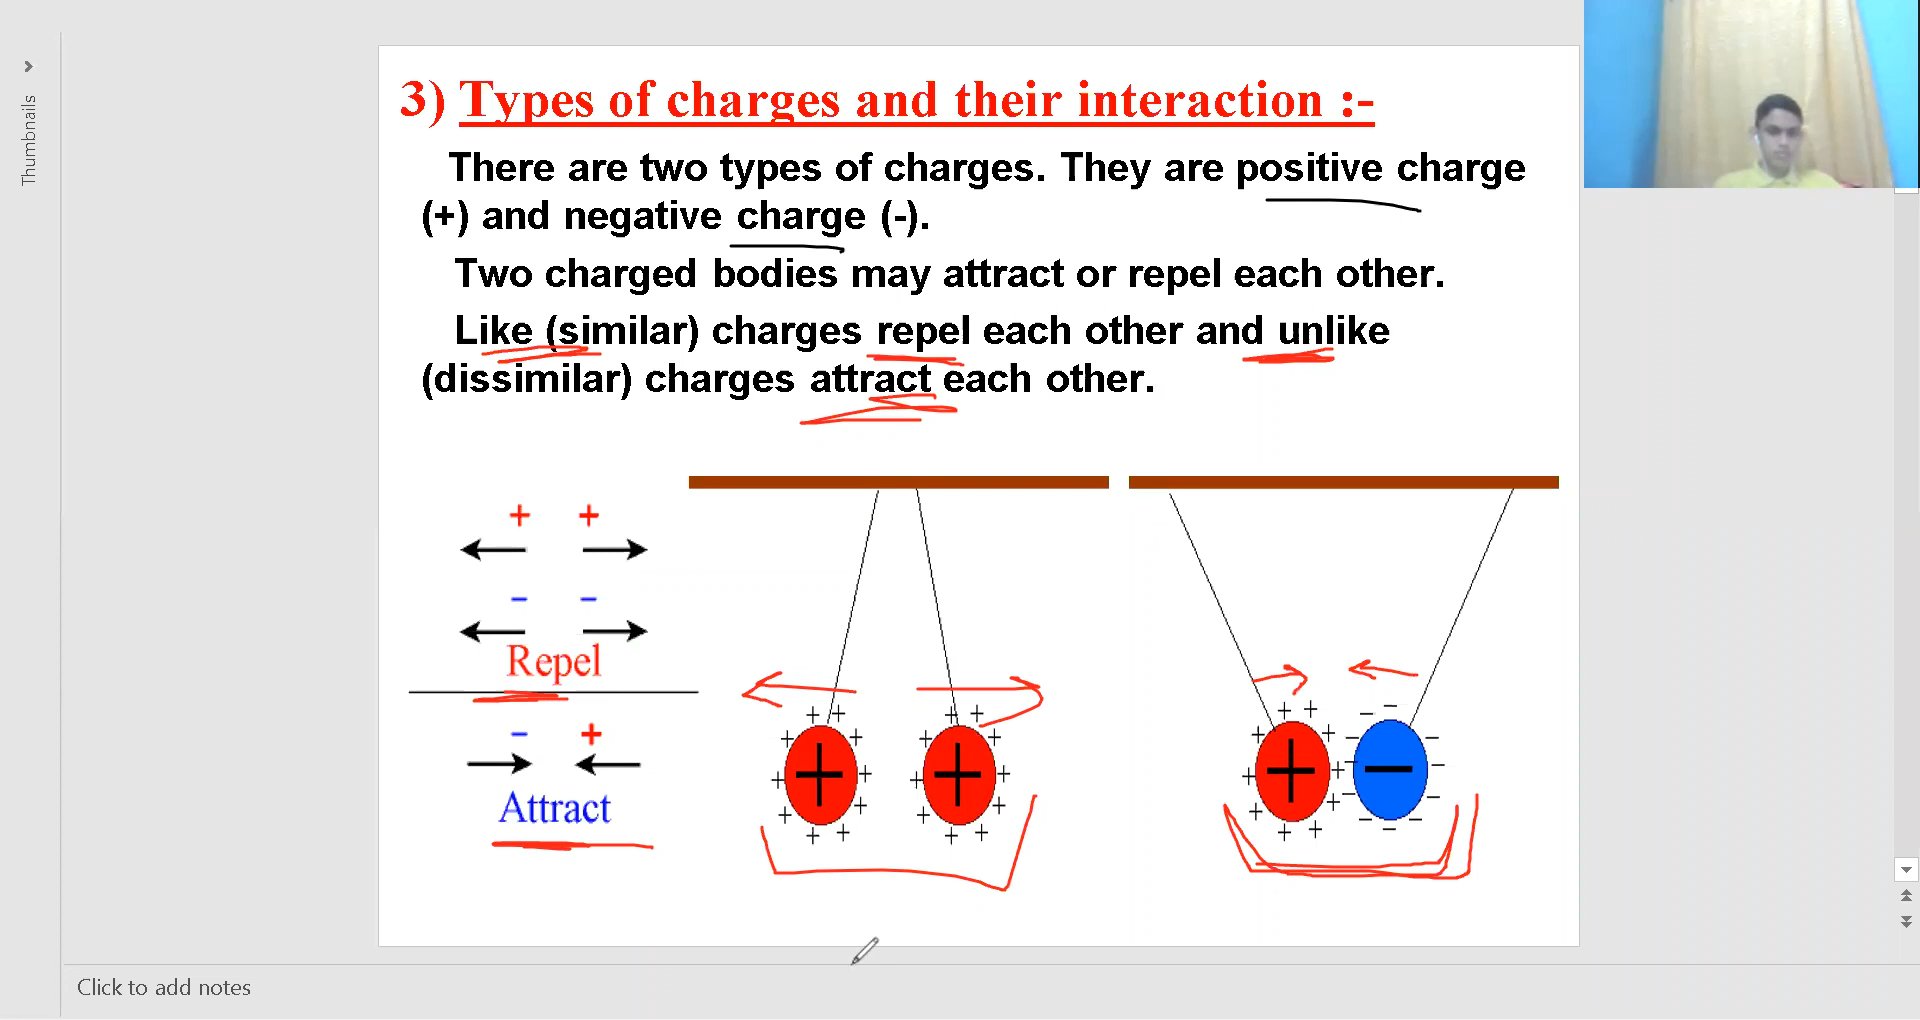 Thumbnails
3) Types of charges and their interaction :-
There are two types of charges. They are positive charge
(+) and negative charge (-).
Two charged bodies may attract or repel each other.
Like (similar) charges repel each other and unlike
(dissimilar) charges attract each other.
+ +
- -
Repel
- +
Attract
+ +
+ −
Click to add notes